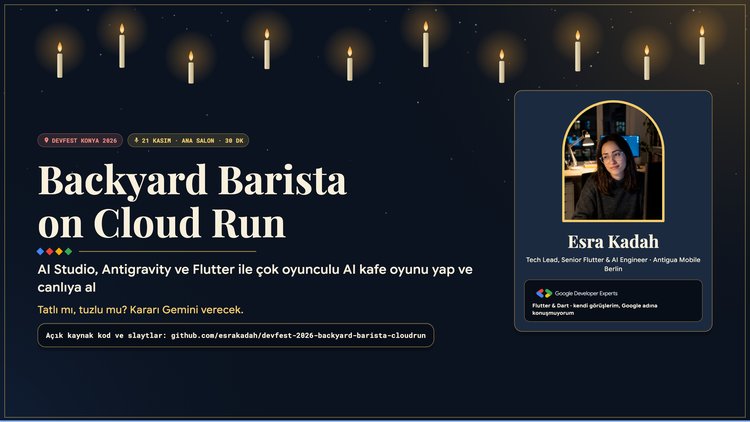 DEVFEST KONYA 2026
21 KASIM · ANA SALON · 30 DK
Backyard Barista
on Cloud Run
AI Studio, Antigravity ve Flutter ile çok oyunculu AI kafe oyunu yap ve
canlıya al
Tatlı mı, tuzlu mu? Kararı Gemini verecek.
Açık kaynak kod ve slaytlar: github.com/esrakadah/devfest-2026-backyard-barista-cloudrun
Esra Kadah
Tech Lead, Senior Flutter & AI Engineer · Antigua Mobile
Berlin
Google Developer Experts
Flutter & Dart · kendi görüşlerim, Google adına
konuşmuyorum